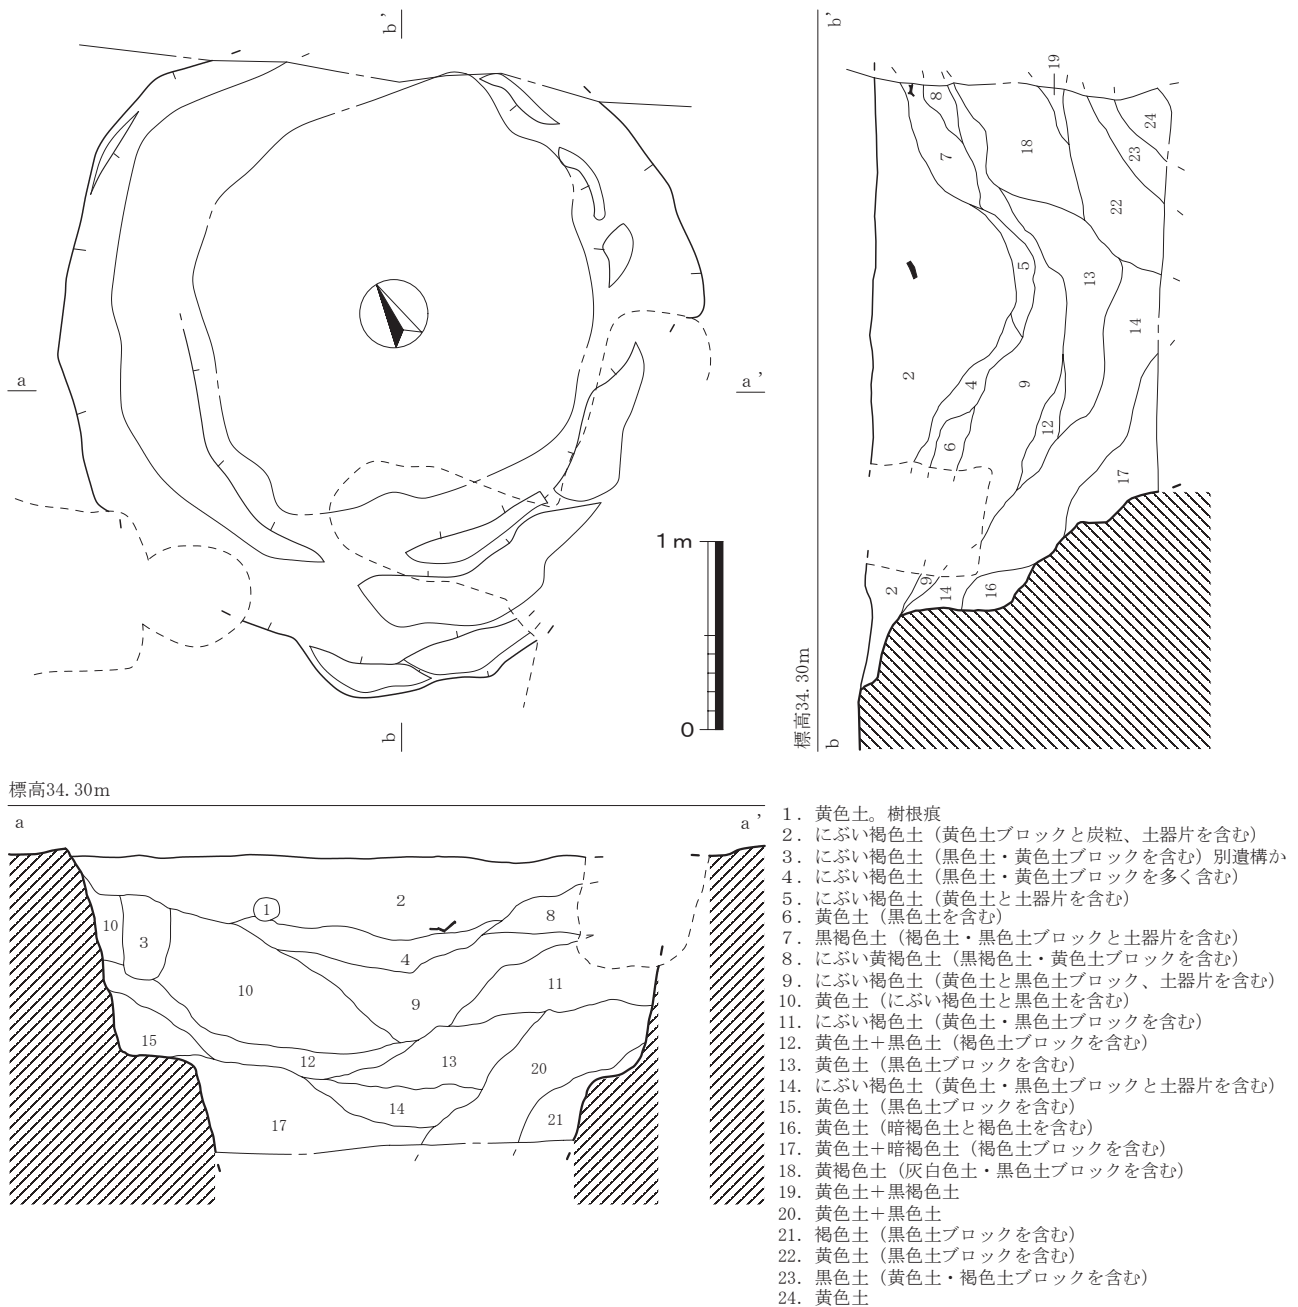 b'
a
a'
b
1m
0
b'
19
8
24
7
18
23
22
5
13
14
2
4
9
12
6
17
2
9
14
16
標高34.30m
b
標高34.30m
a
a'
1
2
8
10
3
4
10
9
11
15
12
13
20
14
17
21
1. 黄色土。樹根痕
2. にぶい褐色土（黄色土ブロックと炭粒、土器片を含む）
3. にぶい褐色土（黒色土・黄色土ブロックを含む）別遺構か
4. にぶい褐色土（黒色土・黄色土ブロックを多く含む）
5. にぶい褐色土（黄色土と土器片を含む）
6. 黄色土（黒色土を含む）
7. 黒褐色土（褐色土・黒色土ブロックと土器片を含む）
8. にぶい黄褐色土（黒褐色土・黄色土ブロックを含む）
9. にぶい褐色土（黄色土と黒色土ブロック、土器片を含む）
10. 黄色土（にぶい褐色土と黒色土を含む）
11. にぶい褐色土（黄色土・黒色土ブロックを含む）
12. 黄色土＋黒色土（褐色土ブロックを含む）
13. 黄色土（黒色土ブロックを含む）
14. にぶい褐色土（黄色土・黒色土ブロックと土器片を含む）
15. 黄色土（黒色土ブロックを含む）
16. 黄色土（暗褐色土と褐色土を含む）
17. 黄色土＋暗褐色土（褐色土ブロックを含む）
18. 黄褐色土（灰白色土・黒色土ブロックを含む）
19. 黄色土＋黒褐色土
20. 黄色土＋黒色土
21. 褐色土（黒色土ブロックを含む）
22. 黄色土（黒色土ブロックを含む）
23. 黒色土（黄色土・褐色土ブロックを含む）
24. 黄色土